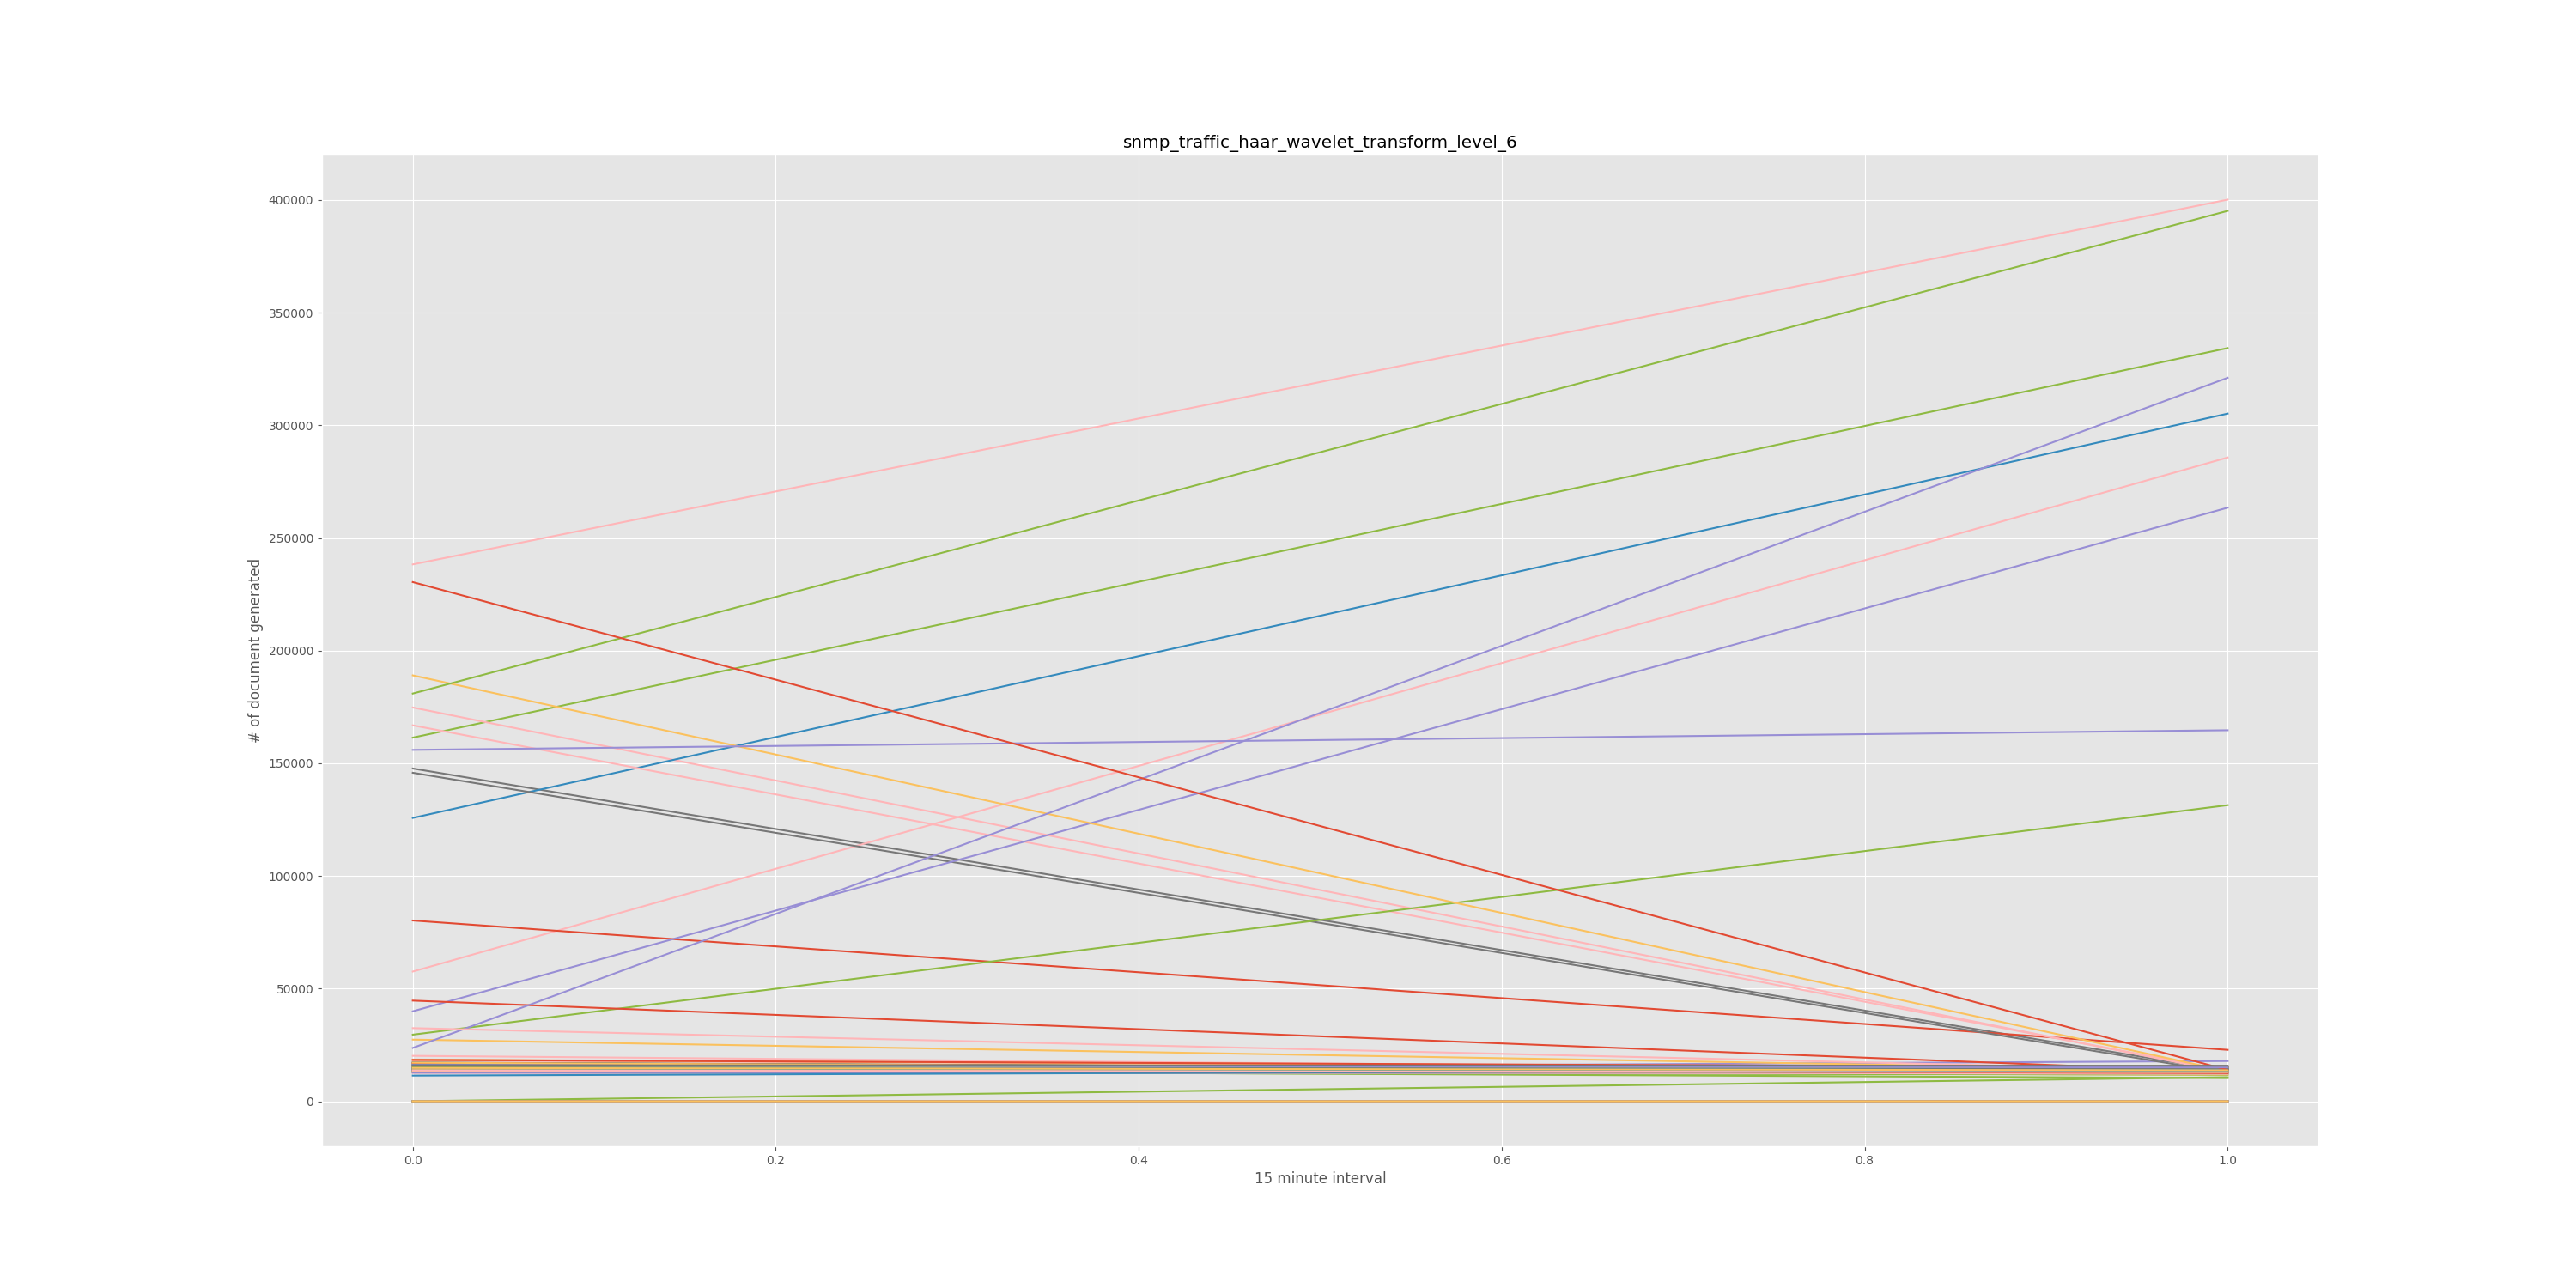 snmp_traffic_haar_wavelet_transform_level_6
400000
350000
300000
250000
200000
150000
100000
50000
0
# of document generated
0.0 0.2 0.4 0.6 0.8 1.0
15 minute interval